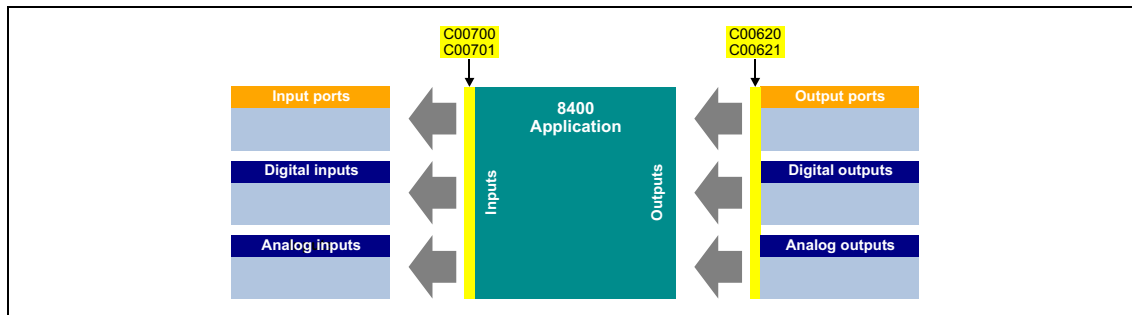 C00700
C00701
C00620
C00621
Input ports
8400
Application
Output ports
Digital inputs
Inputs
Outputs
Digital outputs
Analog inputs
Analog outputs